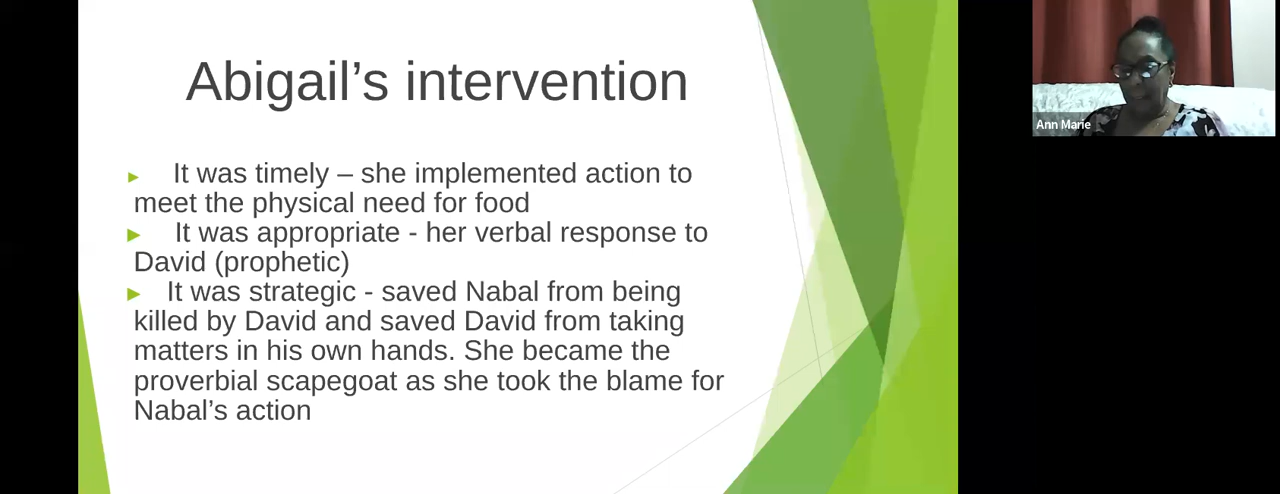 Abigail’s intervention
► It was timely – she implemented action to
meet the physical need for food
► It was appropriate - her verbal response to
David (prophetic)
► It was strategic - saved Nabal from being
killed by David and saved David from taking
matters in his own hands. She became the
proverbial scapegoat as she took the blame for
Nabal’s action
Ann Marie